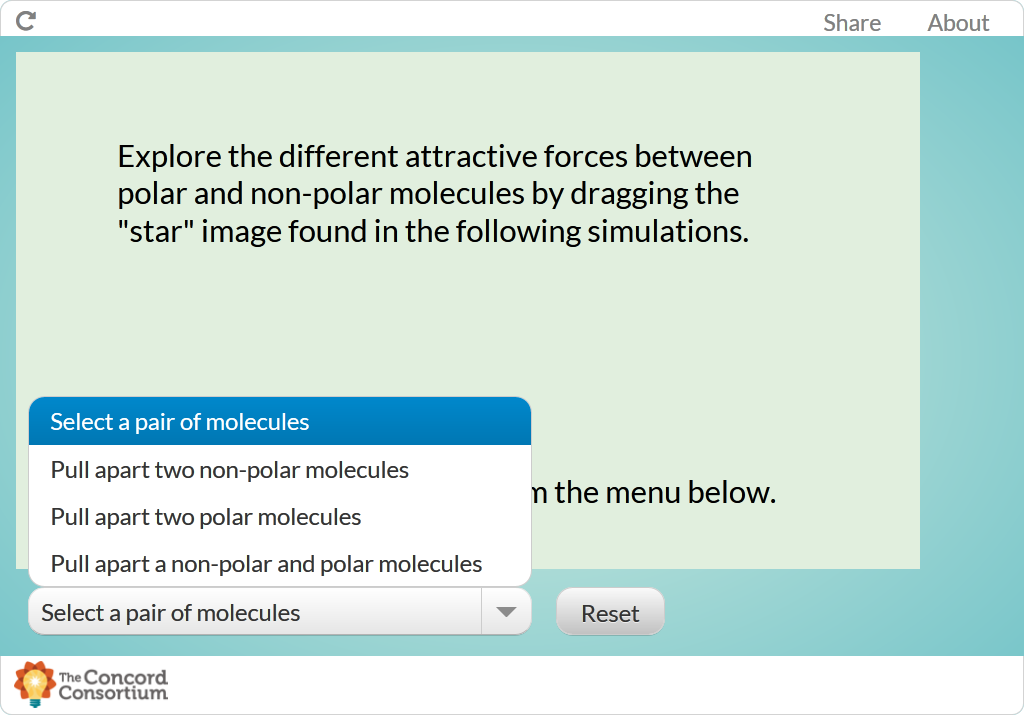 Share About
Explore the different attractive forces between
polar and non-polar molecules by dragging the
"star" image found in the following simulations.
Select a pair of molecules
Pull apart two non-polar molecules
m the menu below.
Pull apart two polar molecules
Pull apart a non-polar and polar molecules
Select a pair of molecules Reset
The Concord
Consortium